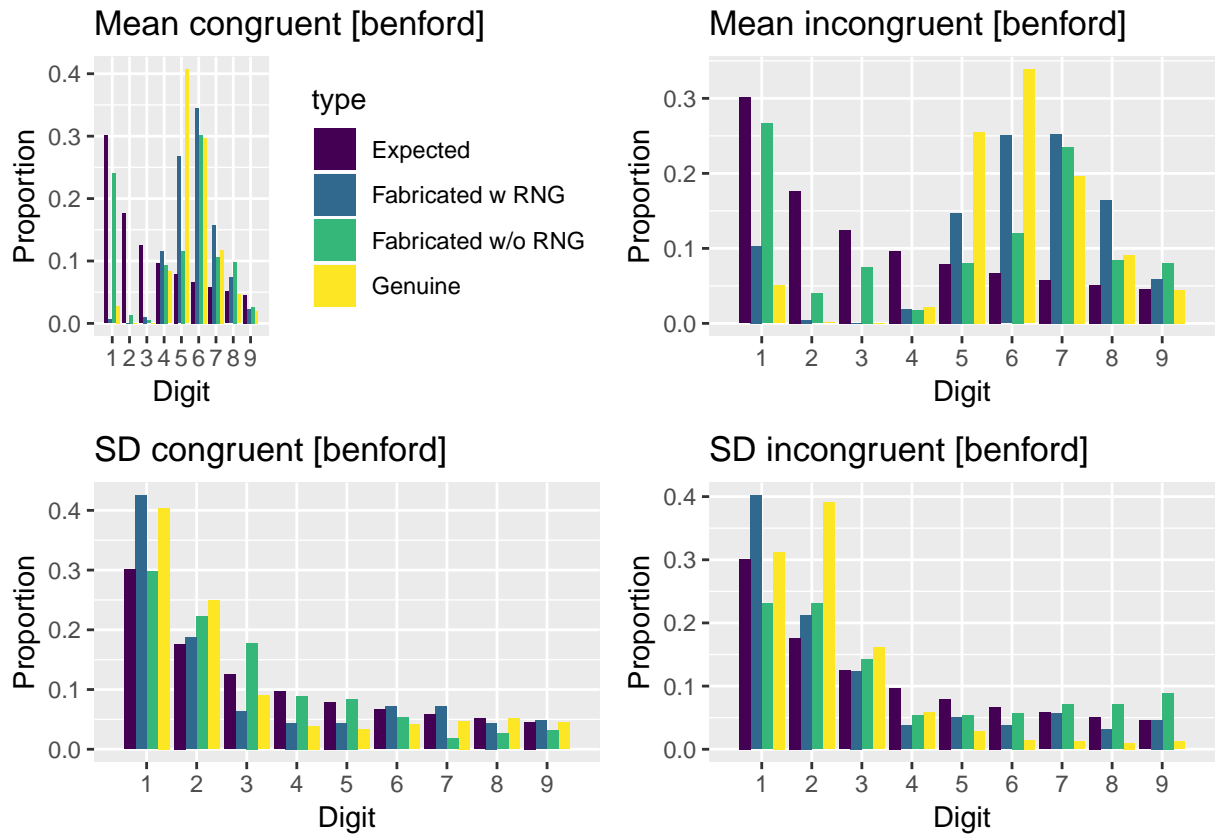 Mean congruent [benford]
Proportion
0.4
0.3
0.2
0.1
0.0
1 2 3 4 5 6 7 8 9
Digit
type
Expected
Fabricated w RNG
Fabricated w/o RNG
Genuine
Mean incongruent [benford]
Proportion
0.3
0.2
0.1
0.0
1 2 3 4 5 6 7 8 9
Digit
SD congruent [benford]
Proportion
0.4
0.3
0.2
0.1
0.0
1 2 3 4 5 6 7 8 9
Digit
SD incongruent [benford]
Proportion
0.4
0.3
0.2
0.1
0.0
1 2 3 4 5 6 7 8 9
Digit